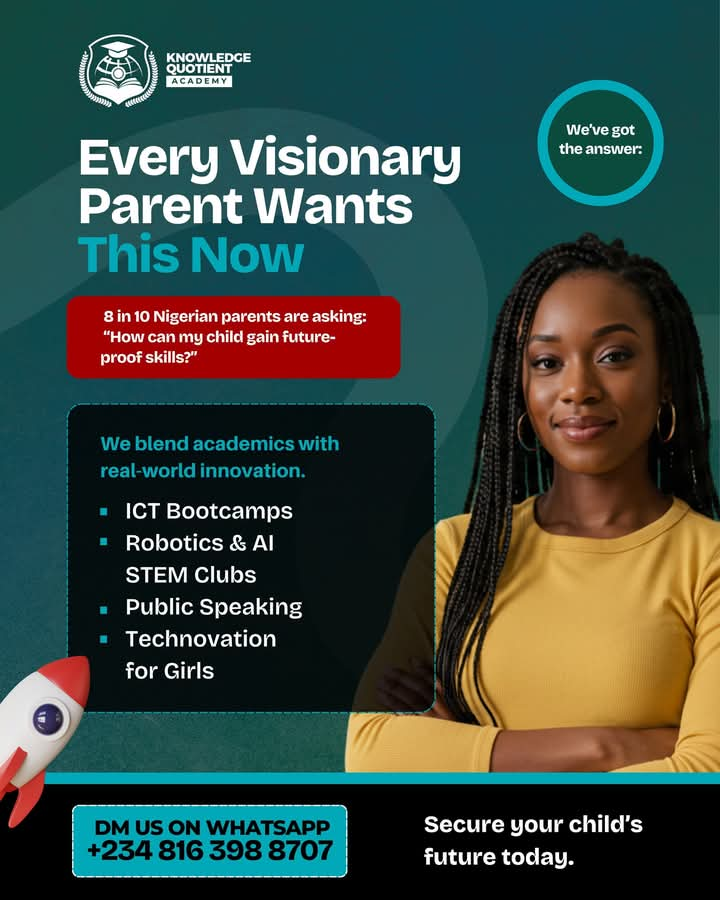 KNOWLEDGE
QUOTIENT
ACADEMY
We've got
the answer:
Every Visionary
Parent Wants
This Now
8 in 10 Nigerian parents are asking:
“How can my child gain future-
proof skills?”
We blend academics with
real-world innovation.
ICT Bootcamps
Robotics & AI
STEM Clubs
Public Speaking
Technovation
for Girls
DM US ON WHATSAPP
+234 816 398 8707
Secure your child's
future today.